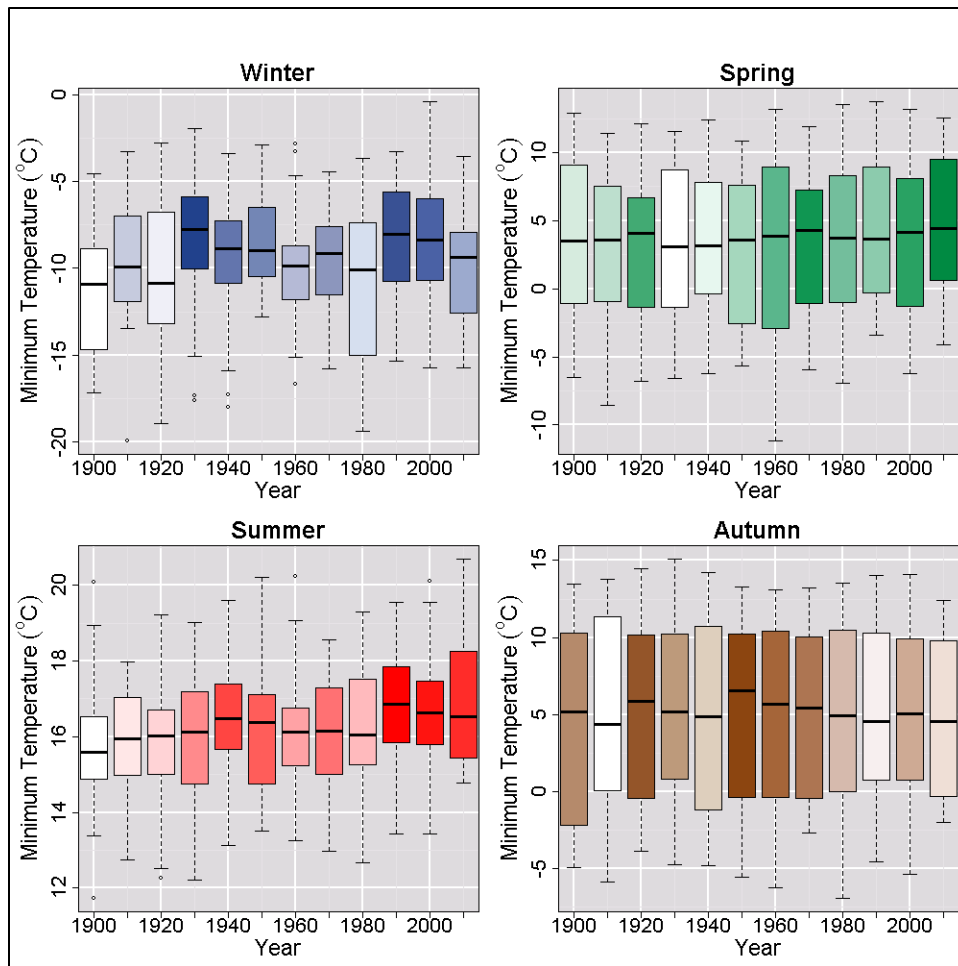 Winter
Minimum Temperature (°C)
0
-5
-10
-15
-20
1900 1920 1940 1960 1980 2000
Year
Spring
Minimum Temperature (°C)
10
5
0
-5
-10
1900 1920 1940 1960 1980 2000
Year
Summer
Minimum Temperature (°C)
20
18
16
14
12
1900 1920 1940 1960 1980 2000
Year
Autumn
Minimum Temperature (°C)
15
10
5
0
-5
1900 1920 1940 1960 1980 2000
Year